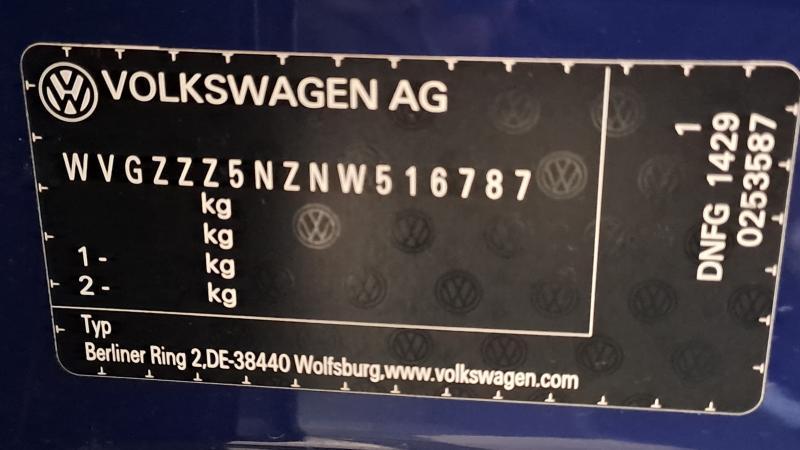 VOLKSWAGEN AG
WVGZZZ5NZNW516787
kg
kg
1- kg
2- kg
Typ
Berliner Ring 2,DE-38440 Wolfsburg,www.volkswagen.com
1
DNFG 1429
0253587